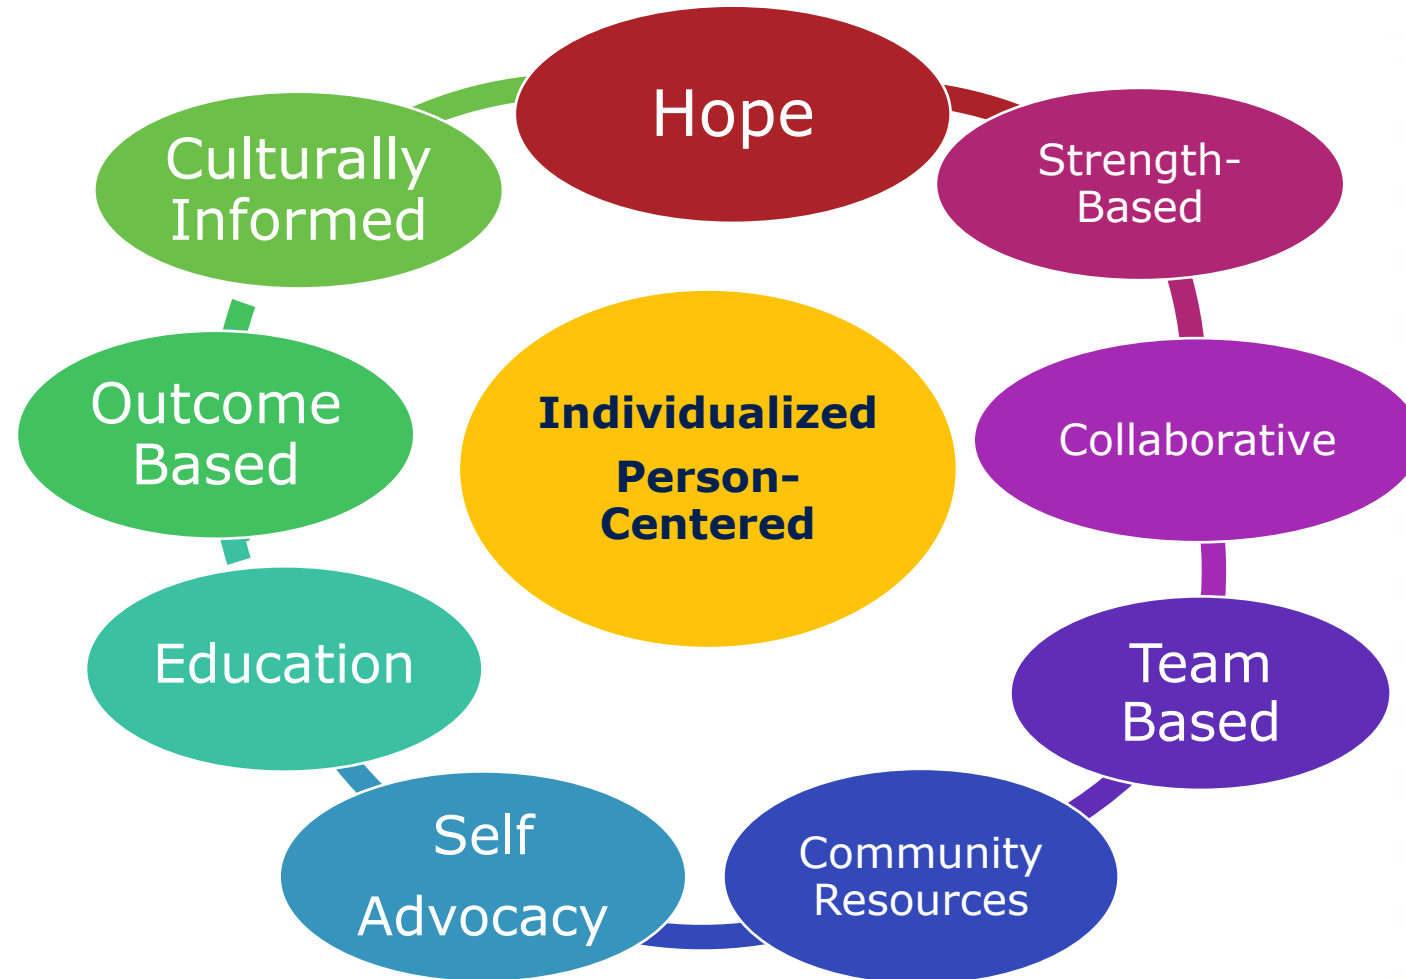 Hope
Strength-
Based
Collaborative
Team
Based
Community
Resources
Self
Advocacy
Education
Outcome
Based
Culturally
Informed
Individualized
Person-
Centered